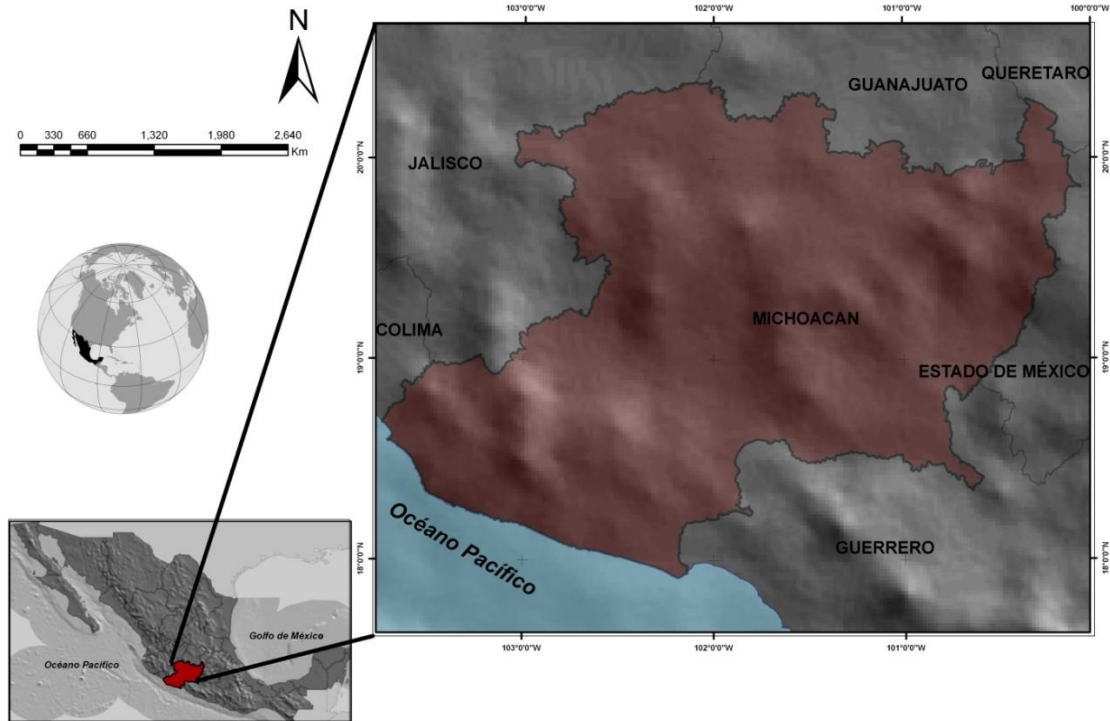 N
0 330 660 1,320 1,980 2,640
Km
103°0'0"W 102°0'0"W 101°0'0"W 100°0'0"W
QUERETARO
GUANAJUATO
20°0'0"N
20°0'0"N
JALISCO
MICHOACAN
COLIMA
19°0'0"N
19°0'0"N
ESTADO DE MÉXICO
Océano Pacífico
GUERRERO
18°0'0"N
18°0'0"N
103°0'0"W 102°0'0"W 101°0'0"W
Golfo de México
Océano Pacífico